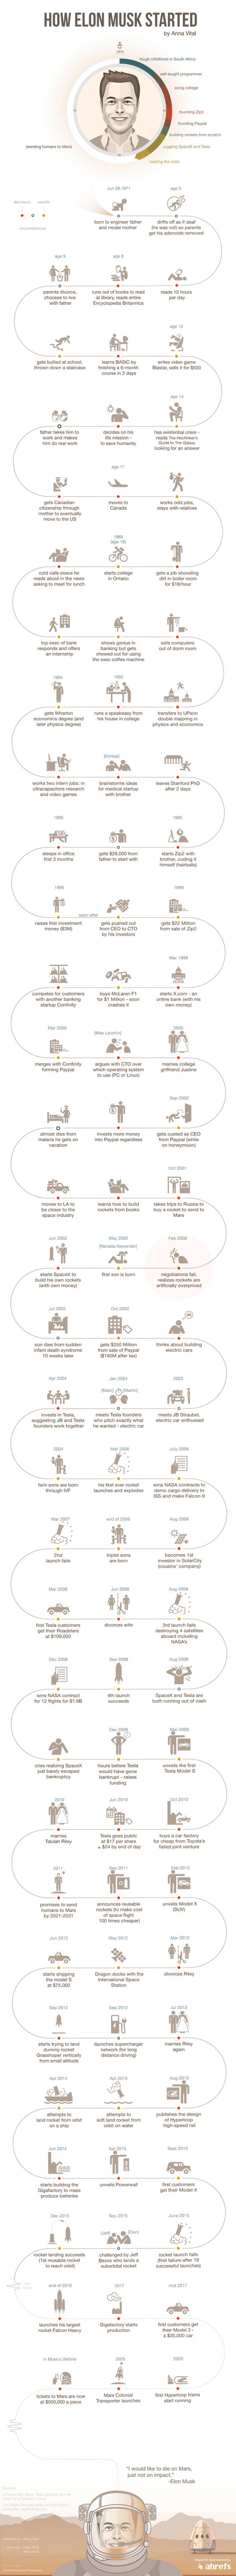 HOW ELON MUSK STARTED
by Anna Vital
tough childhood in South Africa
self-taught programmer
acing college
founding Zip2
founding Paypal
building rockets from scratch
juggling SpaceX and Tesla
beating the odds
(sending humans to Mars)
decisions
results
circumstances
Jun 28,1971
born to engineer father
and model mother
age 5
drifts off as if deaf
(he was not) so parents
get his adenoids removed
age 9
parents divorce,
chooses to live
with father
age 8
runs out of books to read
at library, reads entire
Encyclopedia Britannica
reads 10 hours
per day
gets bullied at school,
thrown down a staircase
learns BASIC by
finishing a 6-month
course in 3 days
age 12
writes video game
Blastar, sells it for $500
father takes him to
work and makes
him do real work
decides on his
life mission -
to save humanity
age 14
has existential crisis -
reads The Hitchhiker's
Guide to The Galaxy
looking for an answer
gets Canadian
citizenship through
mother to eventually
move to the US
age 17
moves to
Canada
works odd jobs,
stays with relatives
cold calls execs he
read about in the news
asking to meet for lunch
1989
(age 18)
starts college
in Ontario
gets a job shoveling
dirt in boiler room
for $18/hour
top exec of bank
responds and offers
an internship
shows genius in
banking but gets
chewed out for using
the exec coffee machine
sells computers
out of dorm room
1994
gets Wharton
economics degree (and
later physics degree)
runs a speakeasy from
his house in college
transfers to UPenn
double majoring in
physics and economics
works two intern jobs: in
ultracapacitors research
and video games
[Kimbal]
brainstorms ideas
for medical startup
with brother
leaves Stanford PhD
after 2 days
1995
sleeps in office
first 3 months
gets $28,000 from
father to start with
1995
starts Zip2 with
brother, coding it
himself (hairballs)
1996
raises first investment
money ($3M)
soon after
gets pushed out
from CEO to CTO
by his investors
1999
gets $22 Million
from sale of Zip2
competes for customers
with another banking
startup Confinity
buys McLaren F1
for $1 Million - soon
crashes it
Mar 1999
starts X.com - an
online bank (with his
own money)
Mar 2000
merges with Confinity
forming Paypal
[Max Levchin]
argues with CTO over
which operating system
to use (PC or Linux)
2000
marries college
girlfriend Justine
almost dies from
malaria he gets on
vacation
invests more money
into Paypal regardless
Sep 2000
gets ousted as CEO
from Paypal (while
on honeymoon)
moves to LA to
be closer to the
space industry
learns how to build
rockets from books
Oct 2001
takes trips to Russia to
buy a rocket to send to
Mars
Jun 2002
starts SpaceX to
build his own rockets
(with own money)
May, 2002
[Nevada Alexander]
first son is born
Feb 2002
negotiations fail,
realizes rockets are
artificially overpriced
Jul 2002
son dies from sudden
infant death syndrome
10 weeks later
Oct 2002
gets $250 Million
from sale of Paypal
($180M after tax)
thinks about building
electric cars
Apr 2004
invests in Tesla,
suggesting JB and Tesla
founders work together
Jan 2004
[Marc] [Martin]
meets Tesla founders
who pitch exactly what
he wanted - electric car
2003
meets JB Straubel,
electric car enthusiast
2004
twin sons are born
through IVF
Mar 2006
his first ever rocket
launches and explodes
July 2006
wins NASA contracts to
demo cargo delivery to
ISS and make Falcon-9
Mar 2007
2nd
launch fails
end of 2006
triplet sons
are born
Aug 2006
becomes 1st
investor in SolarCity
(cousins' company)
Mar 2008
first Tesla customers
get their Roadsters
at $109,000
Jun 2008
divorces wife
Aug 2008
3rd launch fails
destroying 4 satellites
aboard including
NASA's
Dec 2008
wins NASA contract
for 12 flights for $1.6B
Sep 2008
4th launch
succeeds
Aug 2008
SpaceX and Tesla are
both running out of cash
cries realizing SpaceX
just barely escaped
bankruptcy
Dec 2008
hours before Tesla
would have gone
bankrupt - raises
funding
Mar 2009
unveils the first
Tesla Model S
2010
marries
Talulah Riley
Jun 2010
Tesla goes public
at $17 per share
▲ $24 by end of day
Oct 2010
buys a car factory
for cheap from Toyota's
failed joint venture
2011
promises to send
humans to Mars
by 2021-2031
Sep 2011
announces reusable
rockets (to make cost
of space flight
100 times cheaper)
Feb 2012
unveils Model X
(SUV)
Jun 2012
starts shipping
the model S
at $75,000
May, 2012
Dragon docks with the
International Space
Station
Mar 2012
divorces Riley
Sep 2012
starts trying to land
dummy rocket
Grasshoper vertically
from small altitude
Sep 2012
launches supercharger
network (for long
distance driving)
Jul 2013
marries Riley
again
Apr 2014
attempts to
land rocket from orbit
on a ship
Apr 2013
attempts to
soft land rocket from
orbit on water
Aug 2013
publishes the design
of Hyperloop
high-speed rail
Jun 2014
starts building the
Gigafactory to make
produce batteries
Apr 2015
unveils Powerwall
Sept 2015
first customers
get their Model X
Dec 2015
rocket landing succeeds
(1st reusable rocket
to reach orbit)
Nov 2015
[Jeff] [Elon]
challenged by Jeff
Bezos who lands a
suborbital rocket
June 2015
rocket launch fails
(first failure after 19
successful launches)
end of 2016
launches his largest
rocket Falcon Heavy
2017
Gigafactory starts
production
mid 2017
first customers get
their Model 3 -
a $35,000 car
in Musk's lifetime
tickets to Mars are now
at $500,000 a piece
2025
Mars Colonial
Transporter launches
2020
first Hyperloop trains
start running
"I would like to die on Mars,
just not on impact."
-Elon Musk
ahrefs